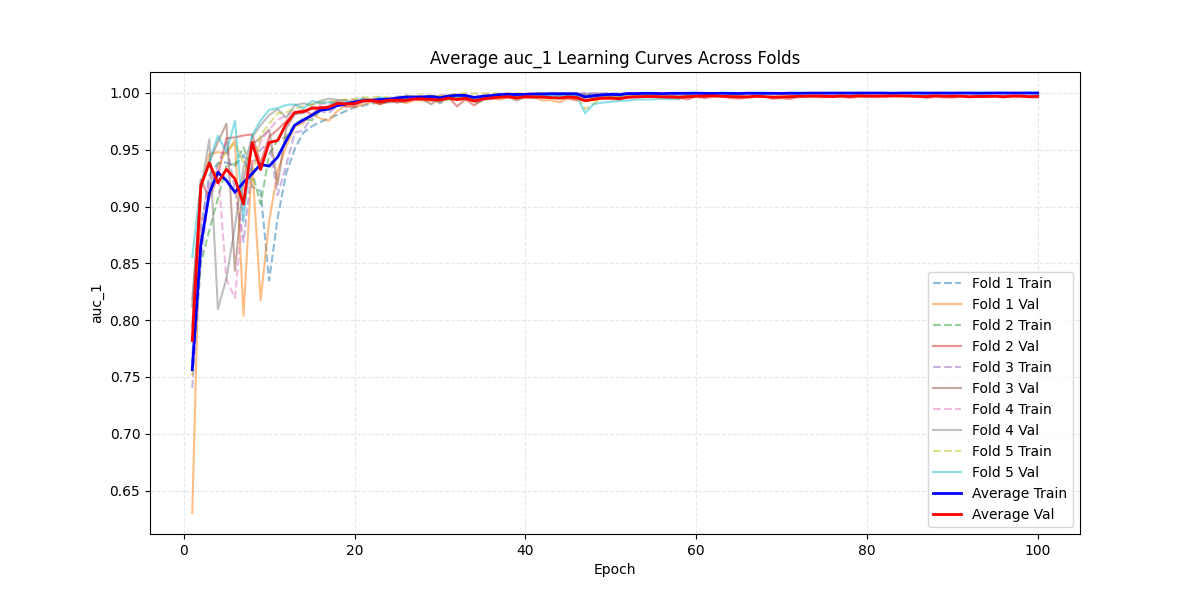 Average auc_1 Learning Curves Across Folds
auc_1
1.00
0.95
0.90
0.85
0.80
0.75
0.70
0.65
0
20
40
60
80
100
Epoch
Fold 1 Train
Fold 1 Val
Fold 2 Train
Fold 2 Val
Fold 3 Train
Fold 3 Val
Fold 4 Train
Fold 4 Val
Fold 5 Train
Fold 5 Val
Average Train
Average Val